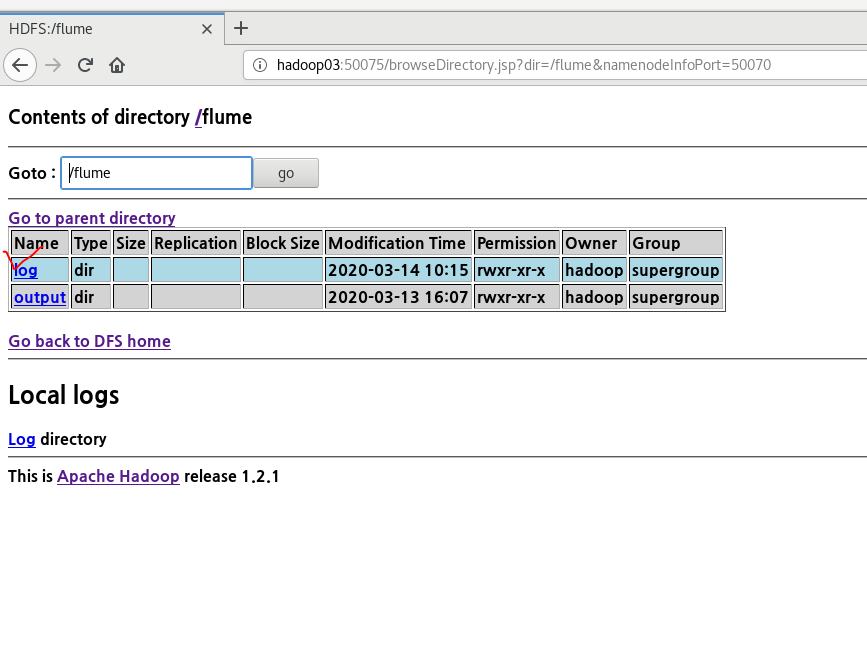 HDFS:/flume
hadoop03:50075/browseDirectory.jsp?dir=/flume&namenodeInfoPort=50070
Contents of directory /flume
Goto : /flume go
Go to parent directory
Name Type Size Replication Block Size Modification Time Permission Owner Group
log dir 2020-03-14 10:15 rwxr-xr-x hadoop supergroup
output dir 2020-03-13 16:07 rwxr-xr-x hadoop supergroup
Go back to DFS home
Local logs
Log directory
This is Apache Hadoop release 1.2.1